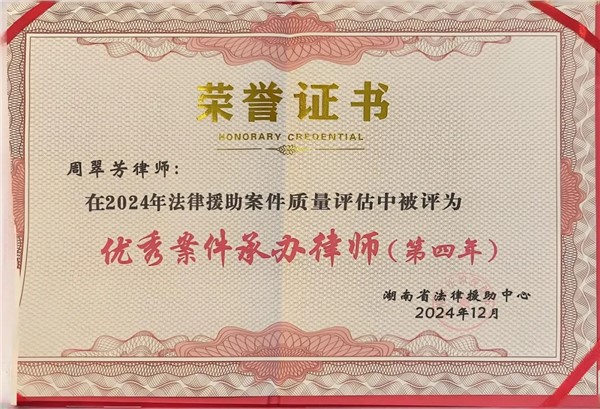 荣誉证书
HONORARY CREDENTIAL
周翠芳律师：
在2024年法律援助案件质量评估中被评为
优秀案件承办律师（第四年）
湖南省法律援助中心
2024年12月